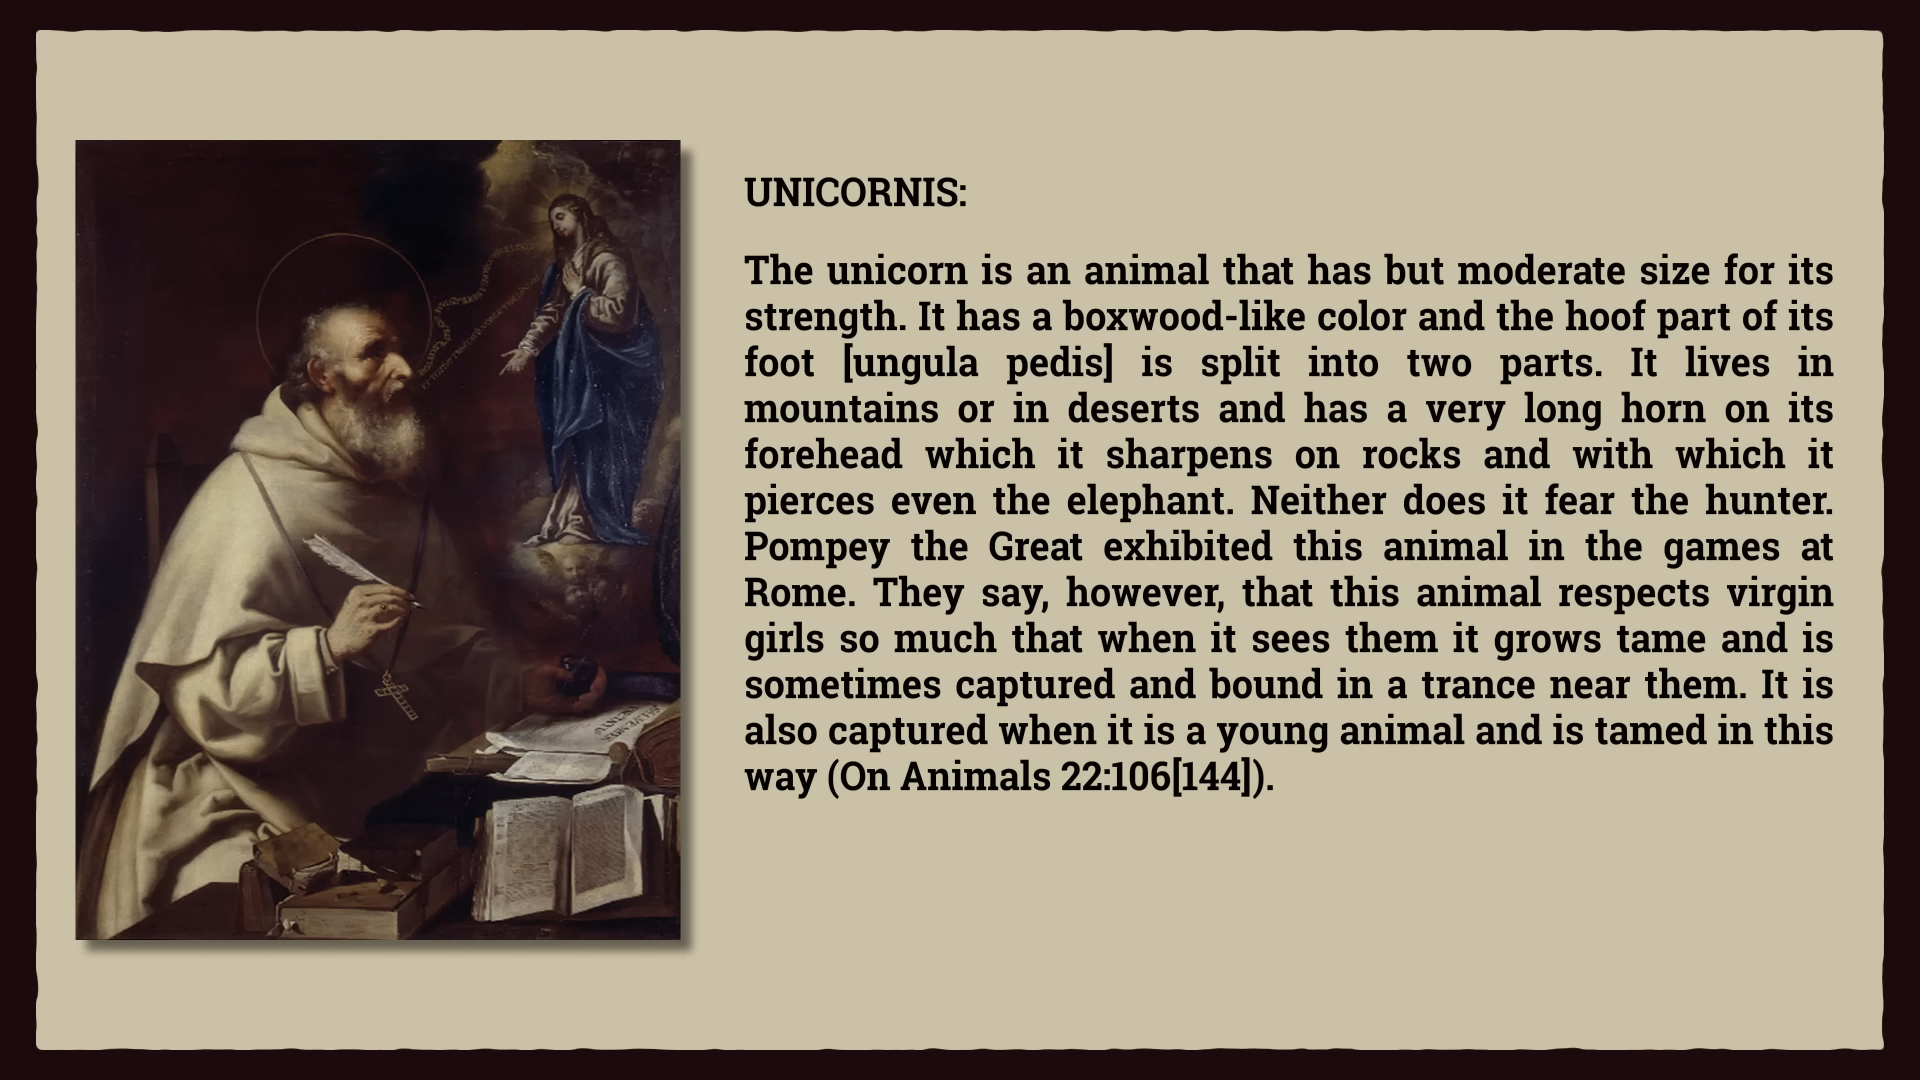 UNICORNIS:
The unicorn is an animal that has but moderate size for its
strength. It has a boxwood-like color and the hoof part of its
foot [ungula pedis] is split into two parts. It lives in
mountains or in deserts and has a very long horn on its
forehead which it sharpens on rocks and with which it
pierces even the elephant. Neither does it fear the hunter.
Pompey the Great exhibited this animal in the games at
Rome. They say, however, that this animal respects virgin
girls so much that when it sees them it grows tame and is
sometimes captured and bound in a trance near them. It is
also captured when it is a young animal and is tamed in this
way (On Animals 22:106[144]).